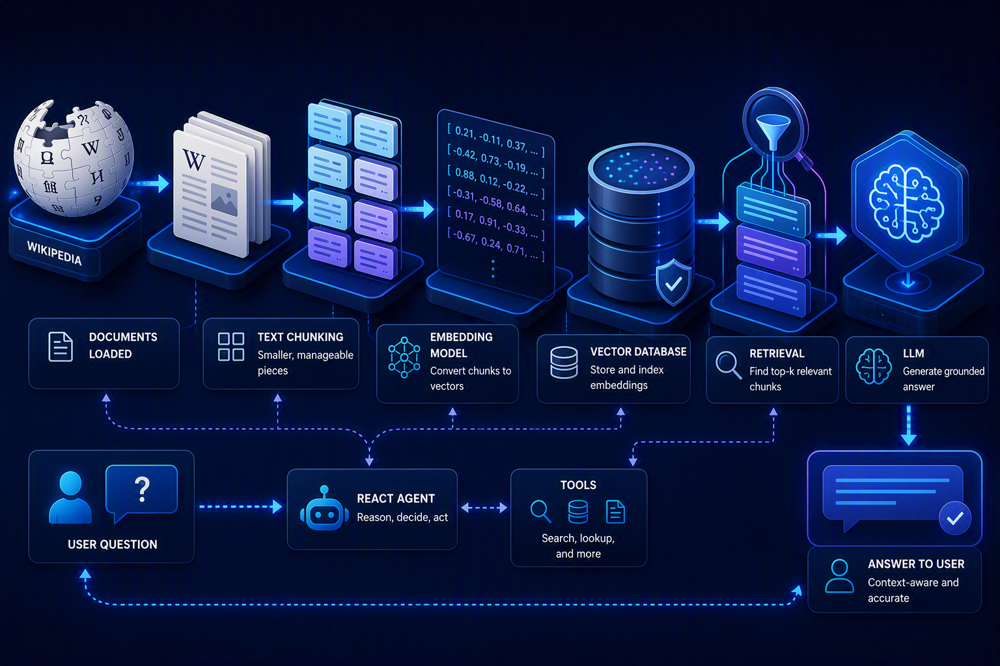 WIKIPEDIA
W
W
[ 0.21, -0.11, 0.37, ... ]
[ -0.42, 0.73, -0.19, ... ]
[ 0.88, 0.12, -0.22, ... ]
[ -0.31, -0.58, 0.64, ... ]
[ 0.17, 0.91, -0.33, ... ]
[ -0.67, 0.24, 0.71, ... ]
DOCUMENTS
LOADED
TEXT CHUNKING
Smaller, manageable
pieces
EMBEDDING
MODEL
Convert chunks to
vectors
VECTOR DATABASE
Store and index
embeddings
RETRIEVAL
Find top-k relevant
chunks
LLM
Generate grounded
answer
?
USER QUESTION
REACT AGENT
Reason, decide, act
TOOLS
Search, lookup,
and more
ANSWER TO USER
Context-aware and
accurate